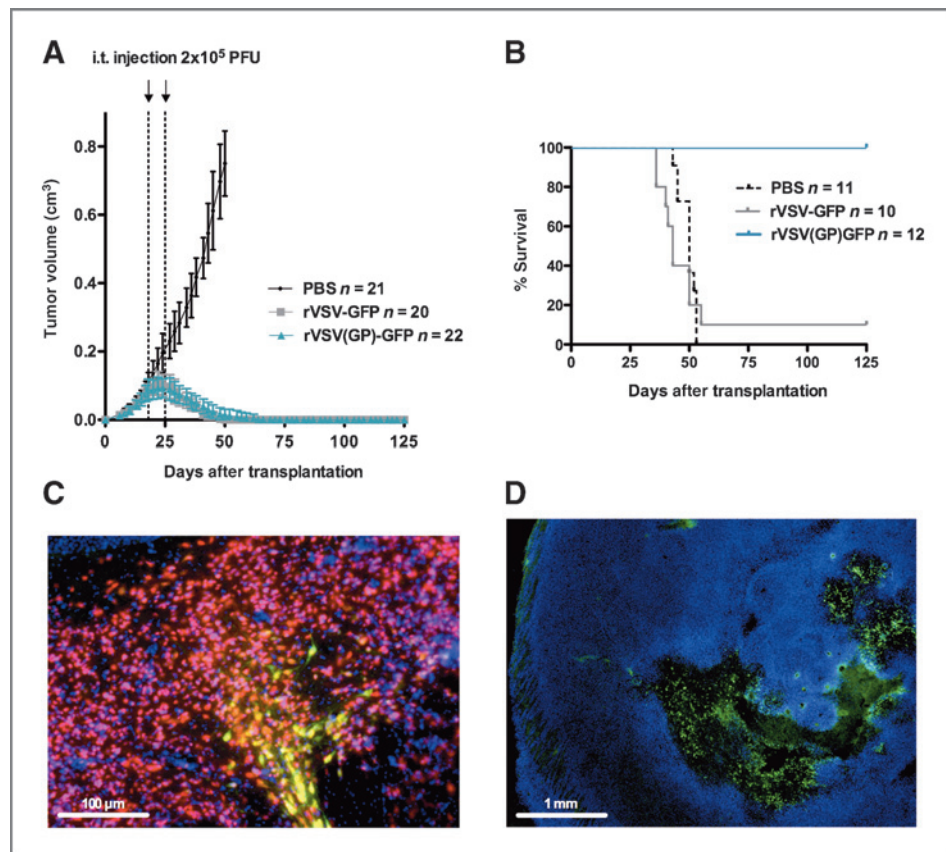 A
i.t. injection 2x10⁵ PFU
Tumor volume (cm³)
0.8
0.6
0.4
0.2
0.0
0
25
50
75
100
125
Days after transplantation
PBS n = 21
rVSV-GFP n = 20
rVSV(GP)-GFP n = 22
B
% Survival
100
80
60
40
20
0
0
25
50
75
100
125
Days after transplantation
PBS n = 11
rVSV-GFP n = 10
rVSV(GP)GFP n = 12
C
100 µm
D
1 mm